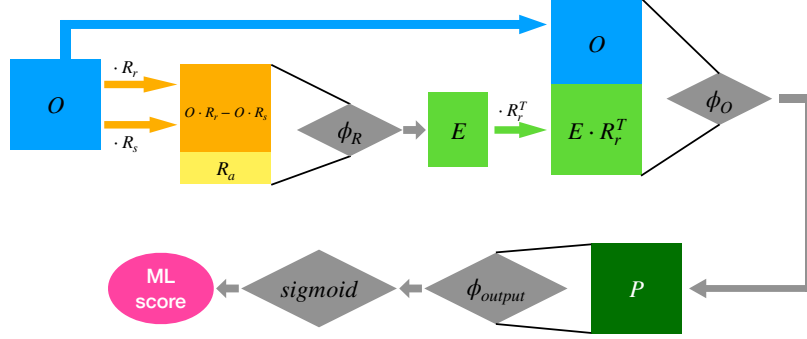 O
· R_r
· R_s
O · R_r − O · R_s
R_a
ϕ_R
E
· R_r^T
O
E · R_r^T
ϕ_O
ML
score
sigmoid
ϕ_output
P